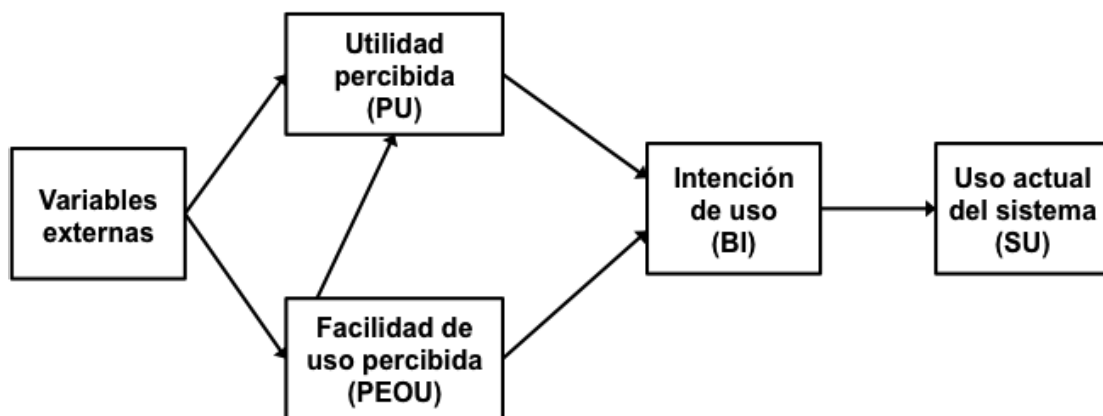 Utilidad
percibida
(PU)
Variables
externas
Facilidad de
uso percibida
(PEOU)
Intención
de uso
(BI)
Uso actual
del sistema
(SU)